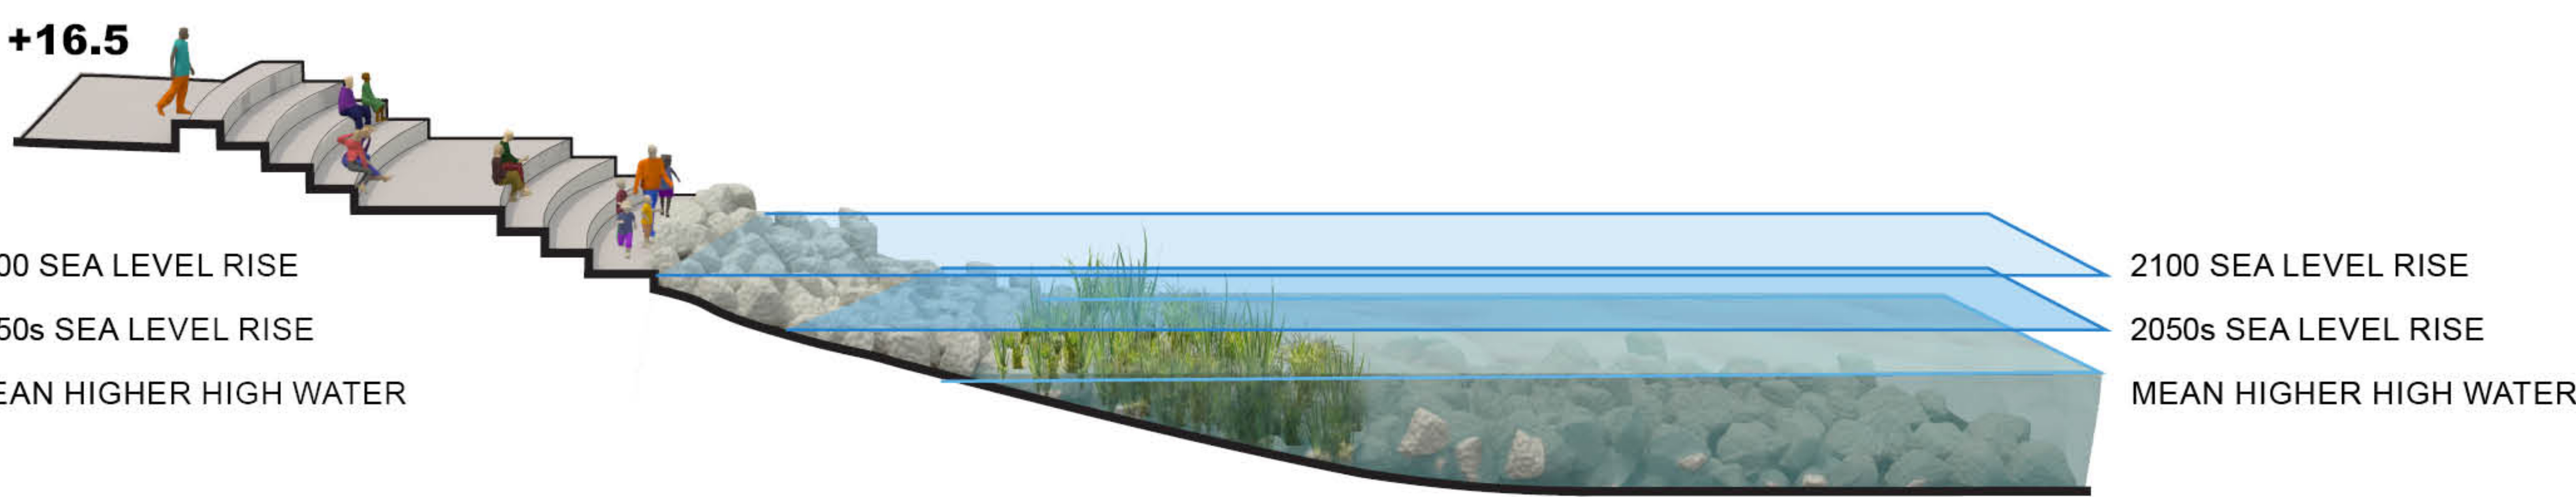 +16.5
00 SEA LEVEL RISE
50s SEA LEVEL RISE
EAN HIGHER HIGH WATER
2100 SEA LEVEL RISE
2050s SEA LEVEL RISE
MEAN HIGHER HIGH WATER